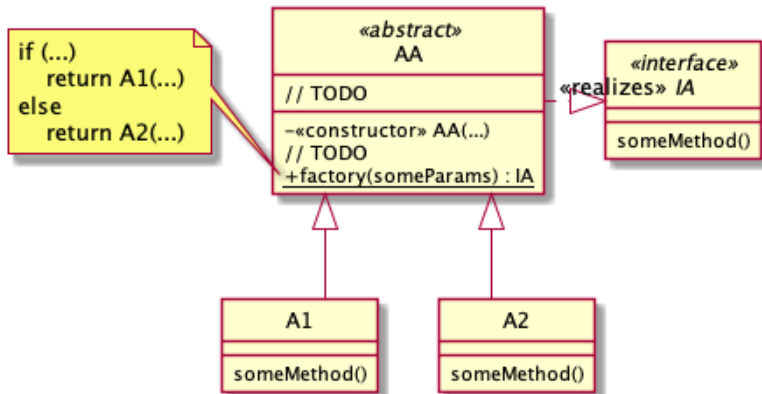 if (...)
return A1(...)
else
return A2(...)
«abstract»
AA
// TODO
–«constructor» AA(...)
// TODO
+factory(someParams) : IA
«realizes»
«interface»
IA
someMethod()
A1
someMethod()
A2
someMethod()